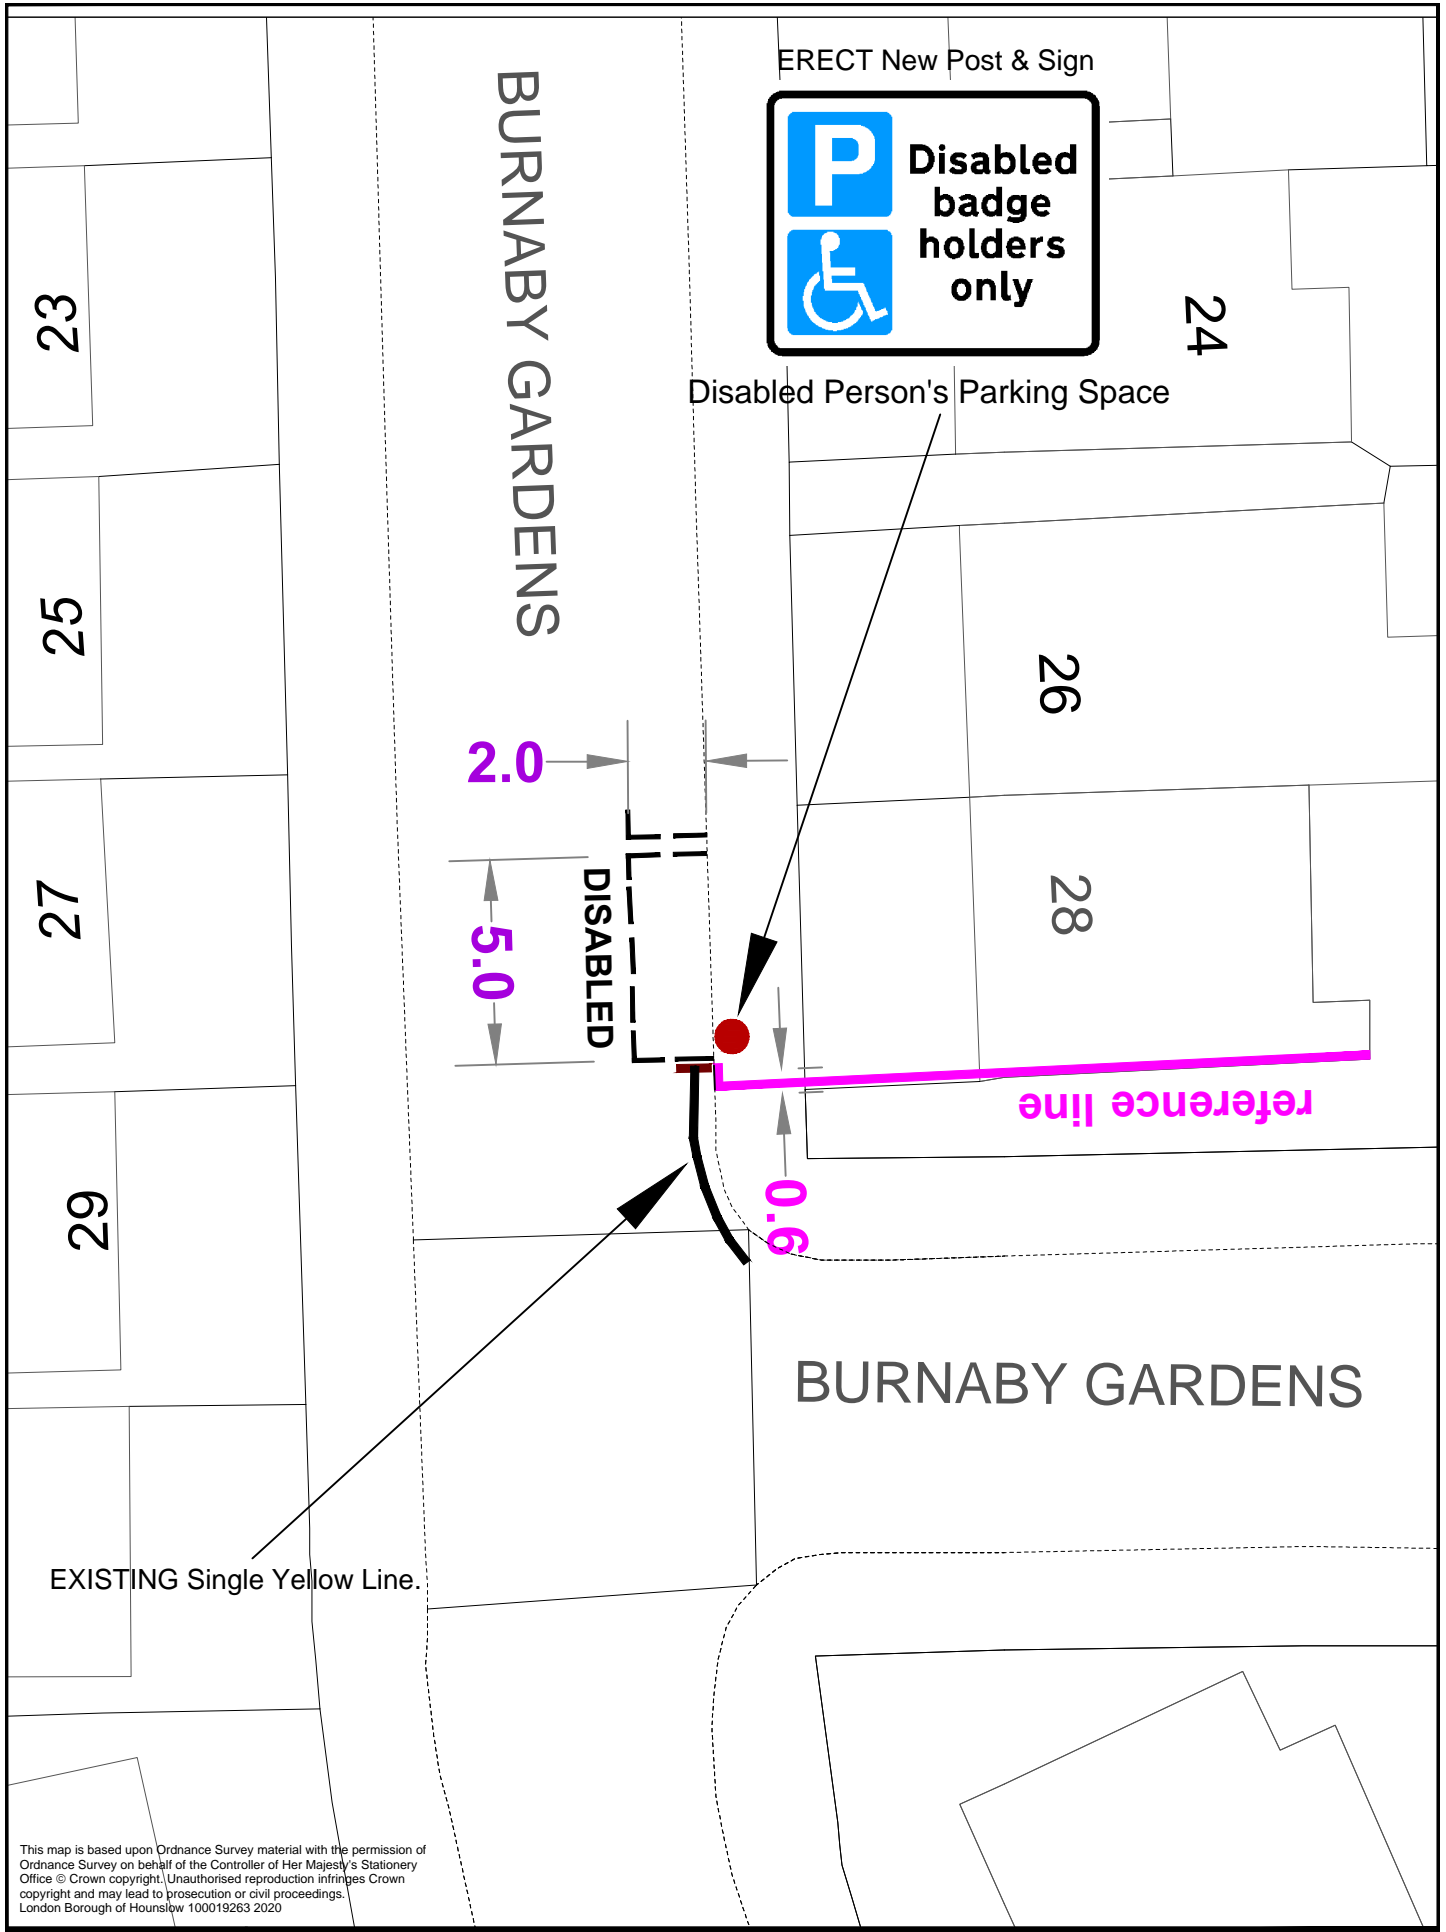 ERECT New Post & Sign
P
Disabled
badge
holders
only
Disabled Person's Parking Space
BURNABY GARDENS
23
24
25
26
2.0
27
28
5.0
DISABLED
reference line
0.6
29
BURNABY GARDENS
EXISTING Single Yellow Line.
This map is based upon Ordnance Survey material with the permission of
Ordnance Survey on behalf of the Controller of Her Majesty's Stationery
Office © Crown copyright. Unauthorised reproduction infringes Crown
copyright and may lead to prosecution or civil proceedings.
London Borough of Hounslow 100019263 2020